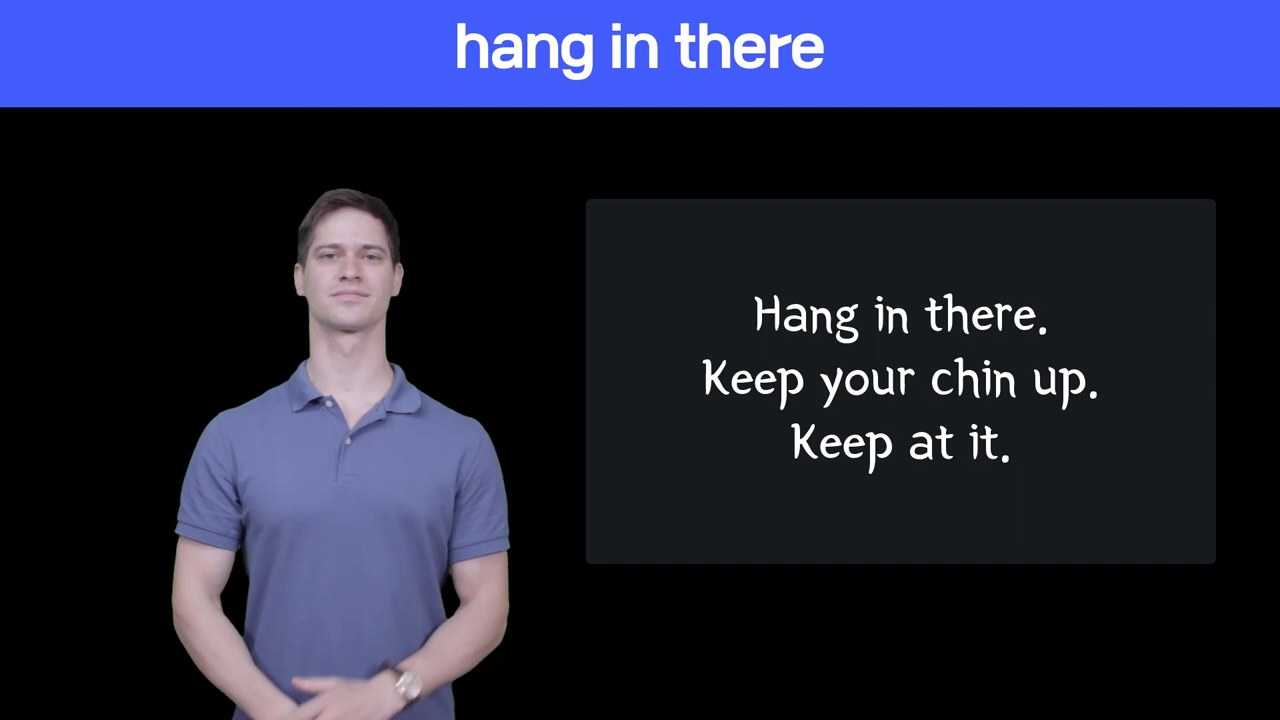 hang in there
Hang in there.
Keep your chin up.
Keep at it.